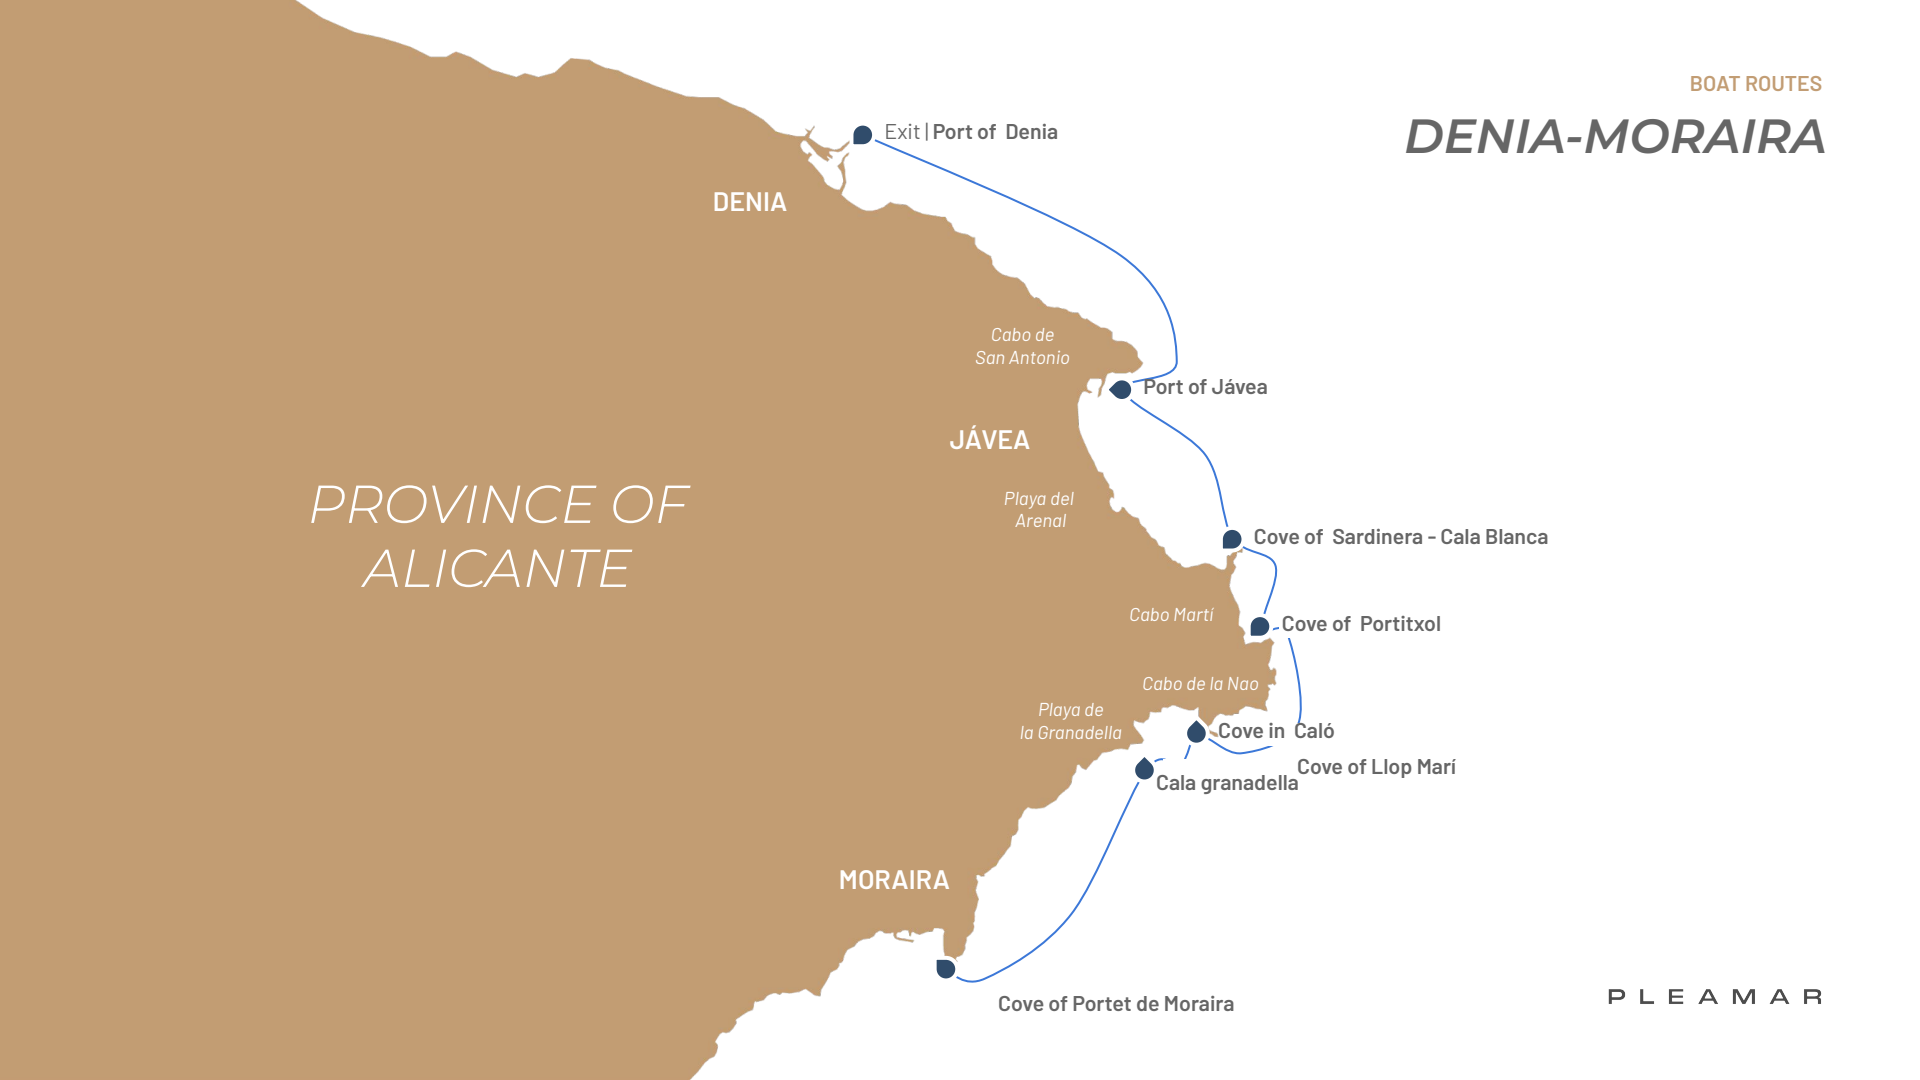 BOAT ROUTES
DENIA-MORAIRA
Exit | Port of Denia
DENIA
Cabo de
San Antonio
Port of Jávea
JÁVEA
PROVINCE OF
ALICANTE
Playa del
Arenal
Cove of Sardinera - Cala Blanca
Cabo Martí
Cove of Portitxol
Cabo de la Nao
Playa de
la Granadella
Cove in Caló
Cove of Llop Marí
Cala granadella
MORAIRA
Cove of Portet de Moraira
PLEAMAR